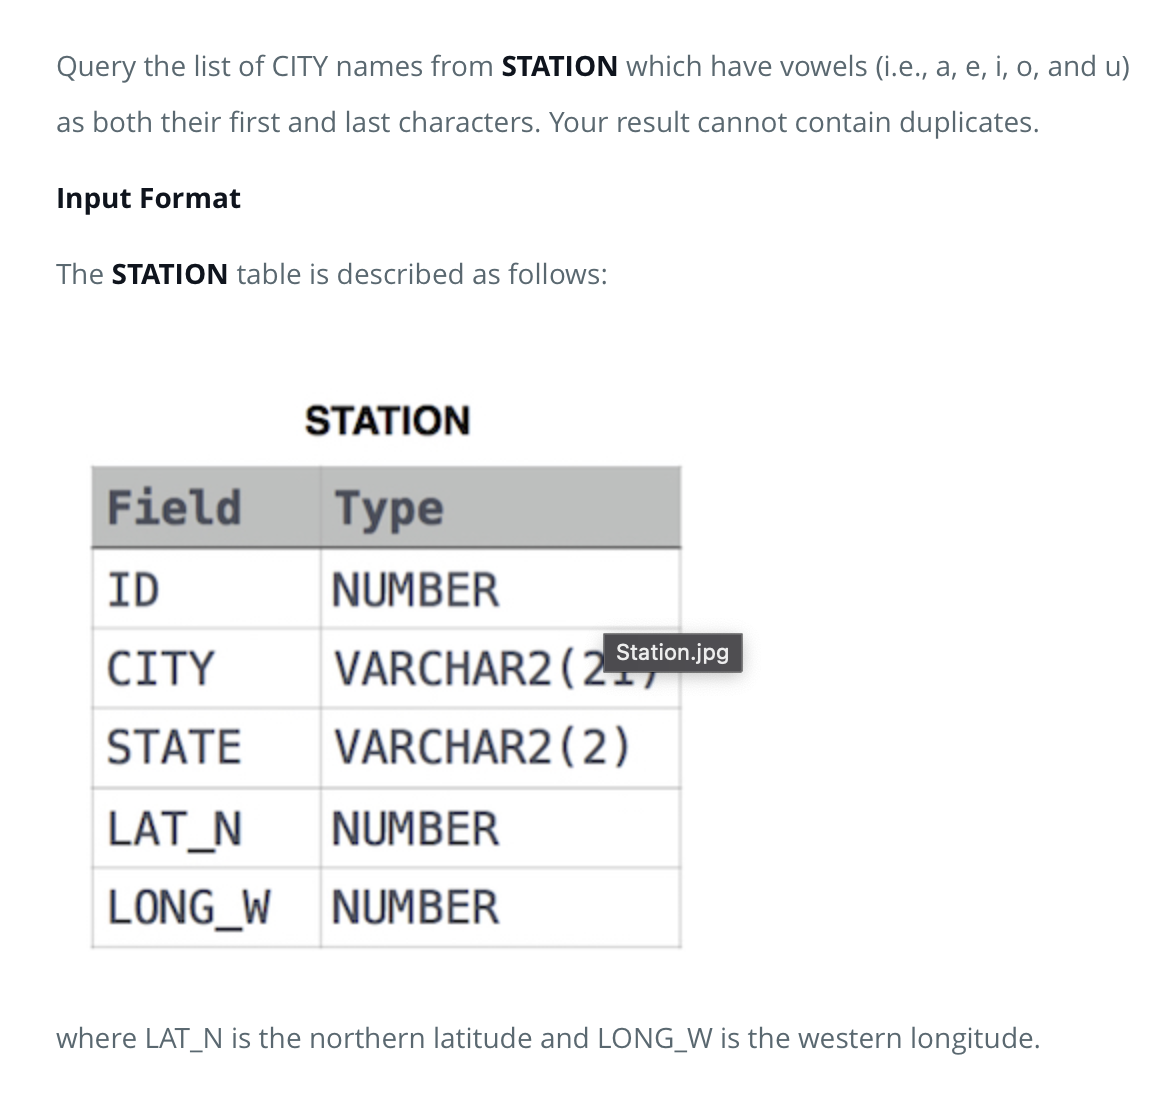 Query the list of CITY names from STATION which have vowels (i.e., a, e, i, o, and u)
as both their first and last characters. Your result cannot contain duplicates.
Input Format
The STATION table is described as follows:
STATION
Field Type
ID NUMBER
Station.jpg
CITY VARCHAR2(21)
STATE VARCHAR2(2)
LAT_N NUMBER
LONG_W NUMBER
where LAT_N is the northern latitude and LONG_W is the western longitude.